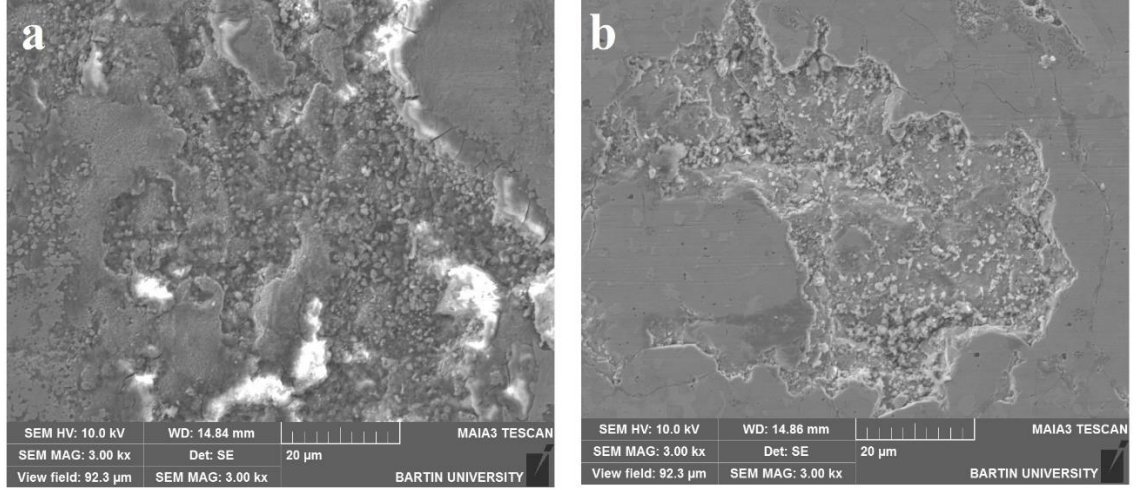 a
SEM HV: 10.0 kV WD: 14.84 mm MAIA3 TESCAN
SEM MAG: 3.00 kx Det: SE 20 µm
View field: 92.3 µm SEM MAG: 3.00 kx BARTIN UNIVERSITY
b
SEM HV: 10.0 kV WD: 14.86 mm MAIA3 TESCAN
SEM MAG: 3.00 kx Det: SE 20 µm
View field: 92.3 µm SEM MAG: 3.00 kx BARTIN UNIVERSITY